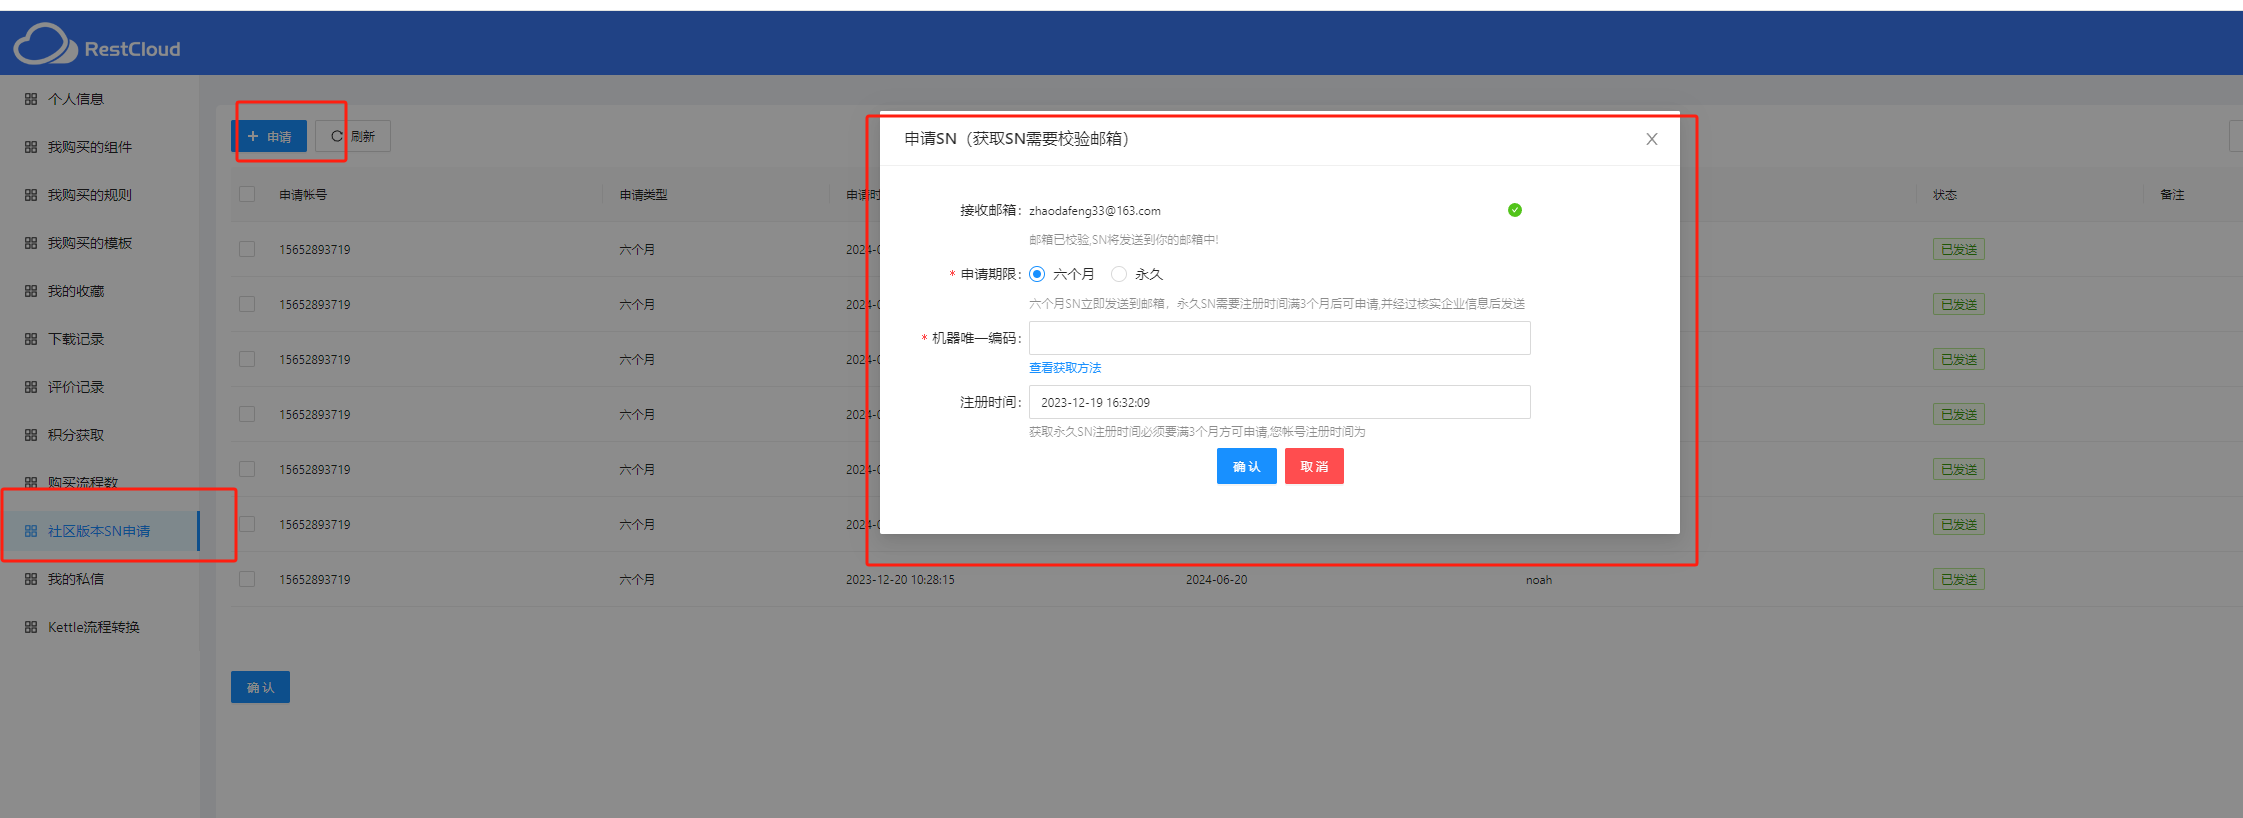 RestCloud
个人信息
我购买的组件
我购买的规则
我购买的模板
我的收藏
下载记录
评价记录
积分获取
购买流程数
社区版本SN申请
我的私信
Kettle流程转换
申请 刷新
申请帐号 申请类型 申请时 状态 备注
15652893719 六个月 2024-0 已发送
15652893719 六个月 2024-0 已发送
15652893719 六个月 2024-0 已发送
15652893719 六个月 2024-0 已发送
15652893719 六个月 2024-0 已发送
15652893719 六个月 2024-0 已发送
15652893719 六个月 2023-12-20 10:28:15 2024-06-20 noah 已发送
确 认
申请SN（获取SN需要校验邮箱）
接收邮箱: zhaodafeng33@163.com
邮箱已校验,SN将发送到你的邮箱中!
* 申请期限: 六个月 永久
六个月SN立即发送到邮箱，永久SN需要注册时间满3个月后可申请,并经过核实企业信息后发送
* 机器唯一编码:
查看获取方法
注册时间: 2023-12-19 16:32:09
获取永久SN注册时间必须要满3个月方可申请,您帐号注册时间为
确 认 取 消